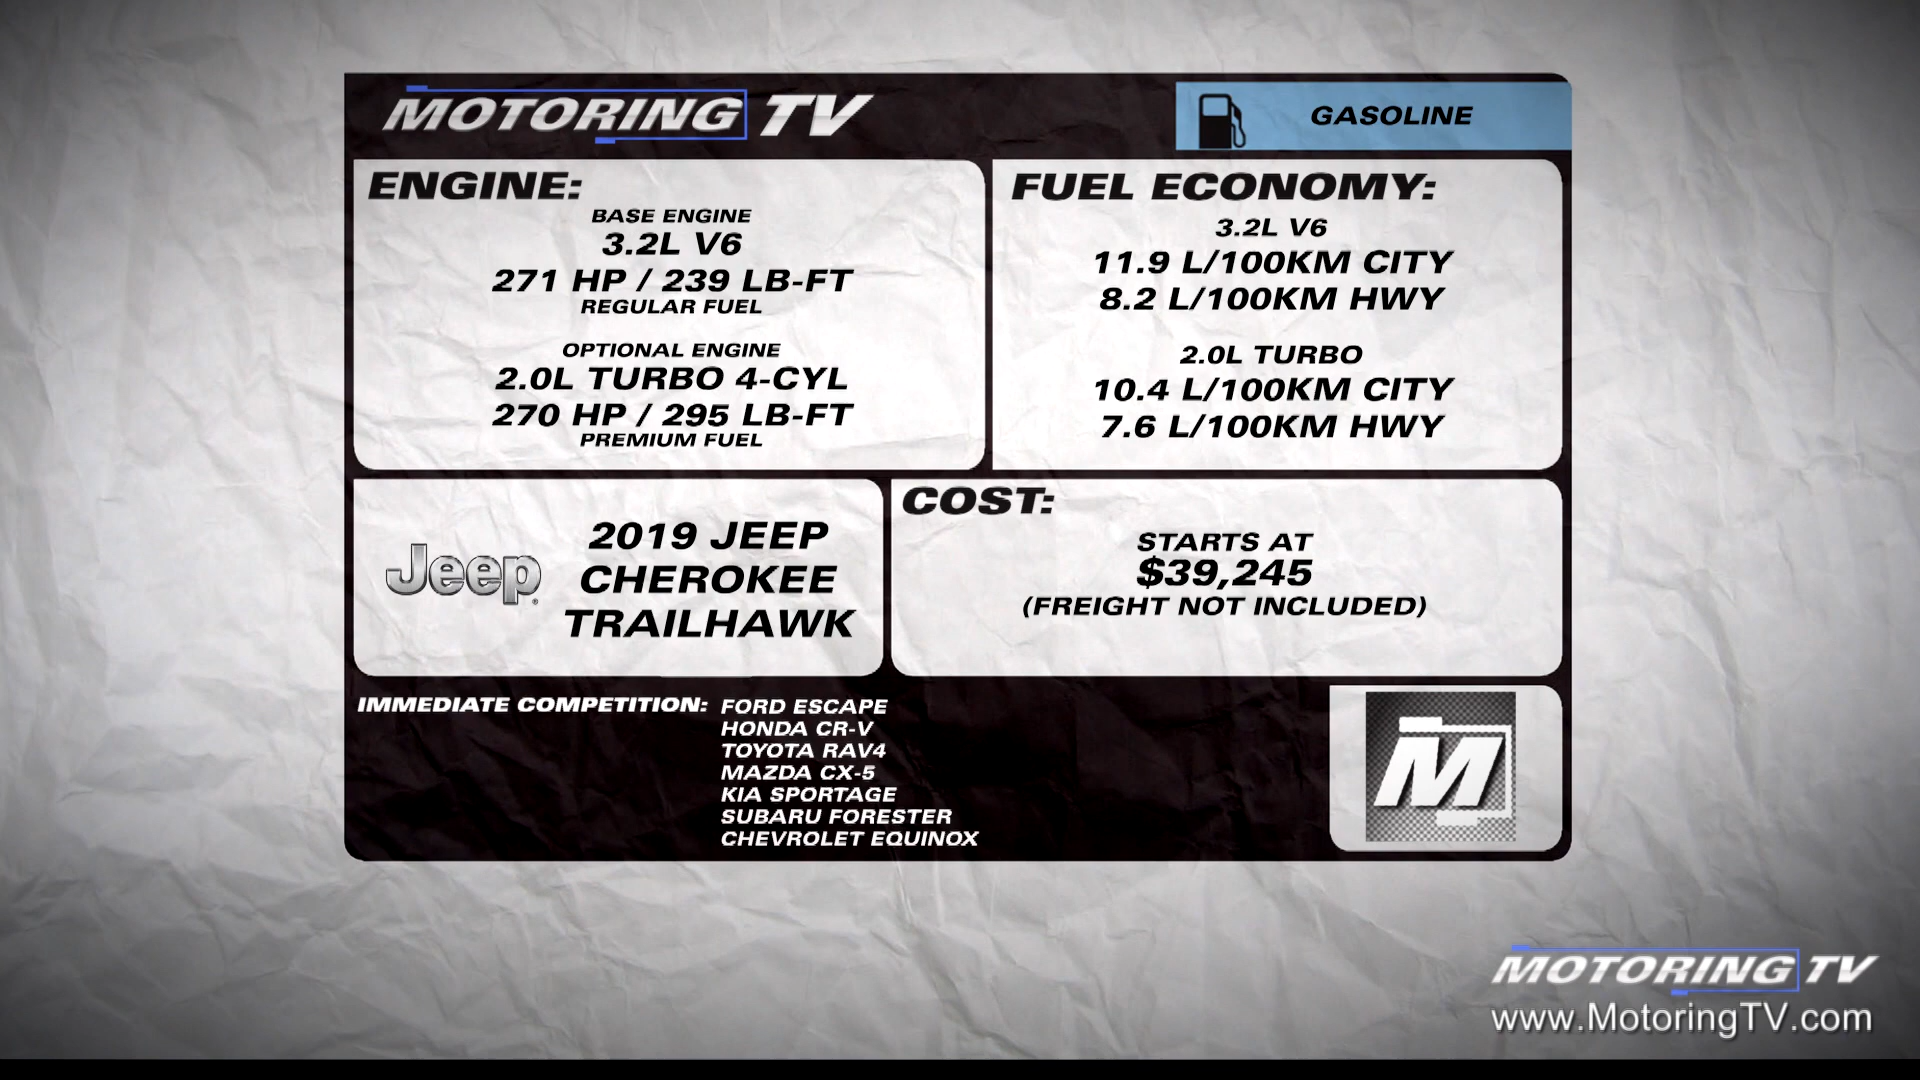 MOTORING TV
GASOLINE
ENGINE:
BASE ENGINE
3.2L V6
271 HP / 239 LB-FT
REGULAR FUEL
OPTIONAL ENGINE
2.0L TURBO 4-CYL
270 HP / 295 LB-FT
PREMIUM FUEL
FUEL ECONOMY:
3.2L V6
11.9 L/100KM CITY
8.2 L/100KM HWY
2.0L TURBO
10.4 L/100KM CITY
7.6 L/100KM HWY
Jeep
2019 JEEP
CHEROKEE
TRAILHAWK
COST:
STARTS AT
$39,245
(FREIGHT NOT INCLUDED)
IMMEDIATE COMPETITION:
FORD ESCAPE
HONDA CR-V
TOYOTA RAV4
MAZDA CX-5
KIA SPORTAGE
SUBARU FORESTER
CHEVROLET EQUINOX
M
MOTORING TV
www.MotoringTV.com